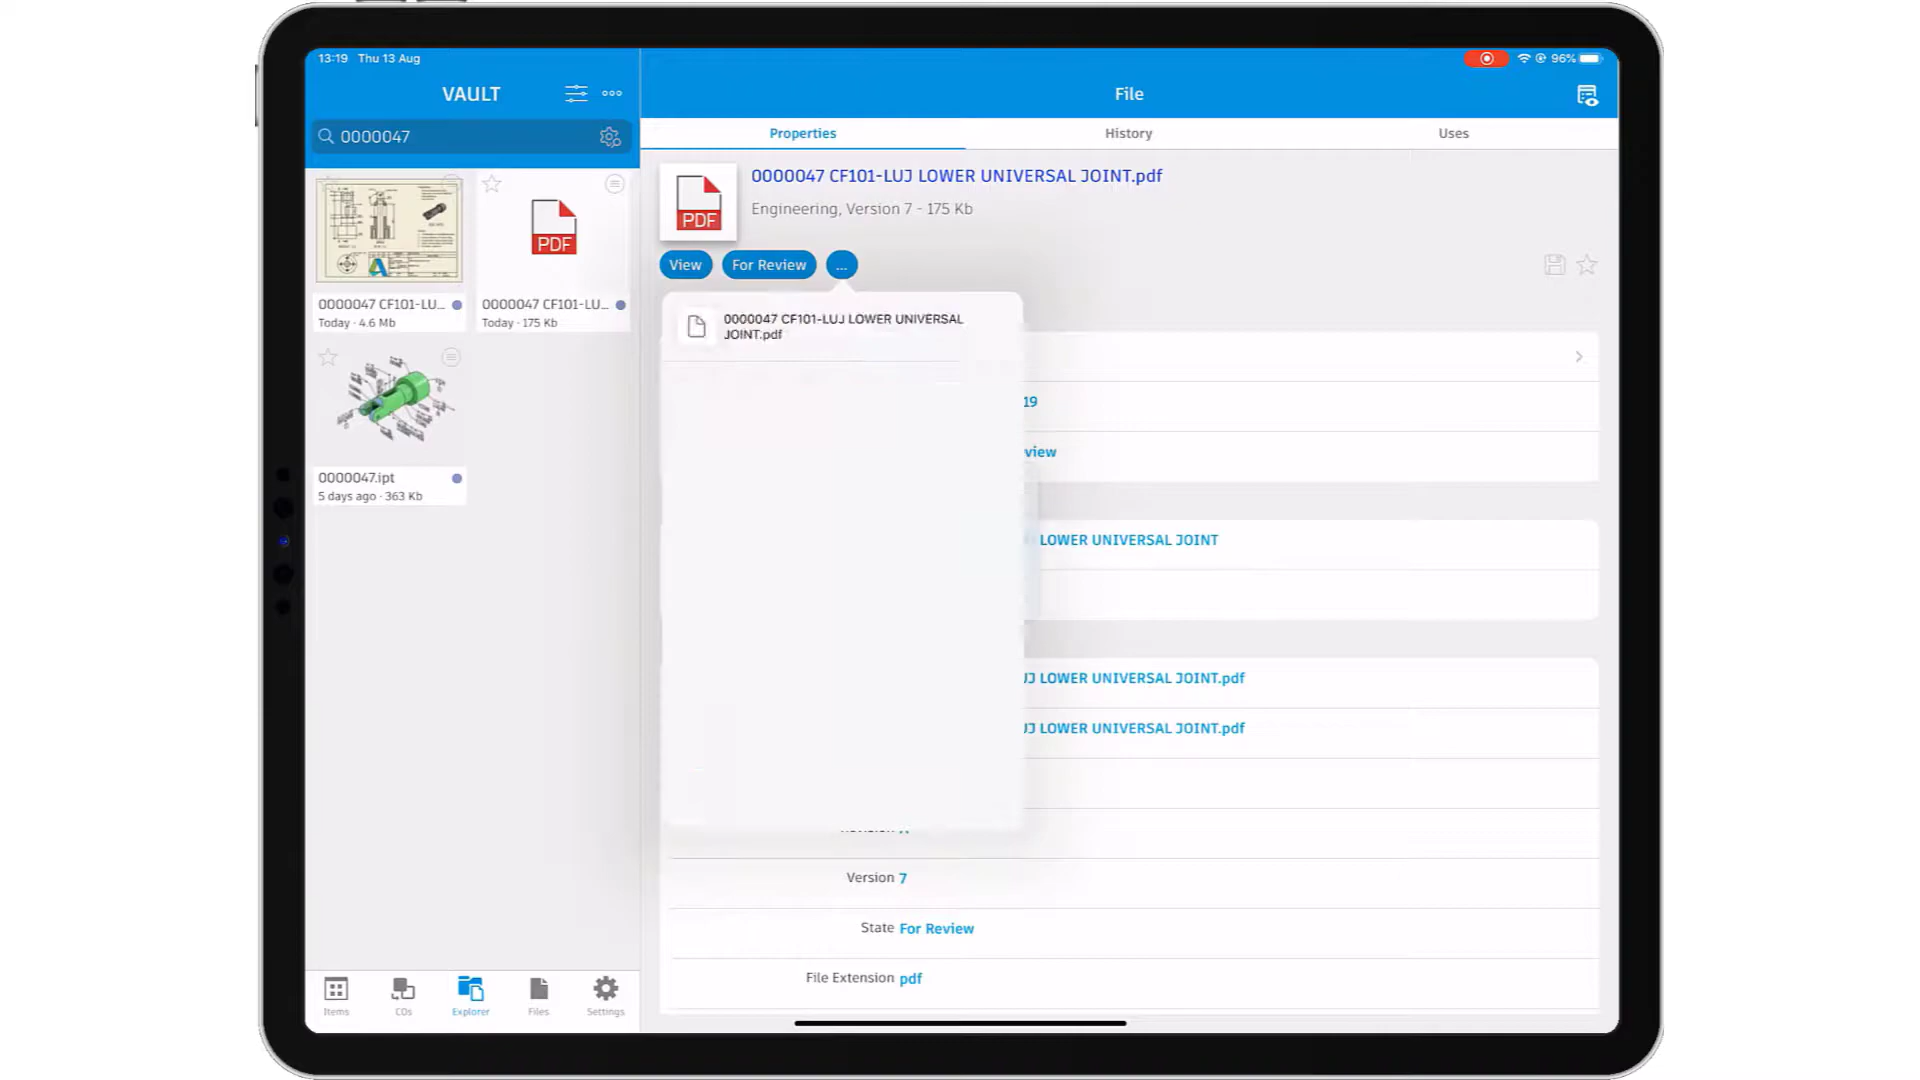 13:19 Thu 13 Aug
96%
VAULT
File
0000047
Properties
History
Uses
PDF
0000047 CF101-LUJ LOWER UNIVERSAL JOINT.pdf
Engineering, Version 7 - 175 Kb
PDF
View
For Review
...
0000047 CF101-LU...
Today · 4.6 Mb
0000047 CF101-LU...
Today · 175 Kb
0000047 CF101-LUJ LOWER UNIVERSAL
JOINT.pdf
19
view
0000047.ipt
5 days ago · 363 Kb
LOWER UNIVERSAL JOINT
UJ LOWER UNIVERSAL JOINT.pdf
UJ LOWER UNIVERSAL JOINT.pdf
Version 7
State For Review
File Extension pdf
Items
COs
Explorer
Files
Settings